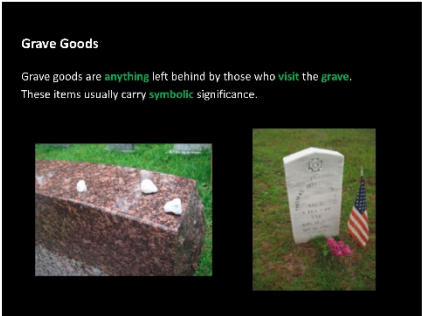 Grave Goods
Grave goods are anything left behind by those who visit the grave.
These items usually carry symbolic significance.